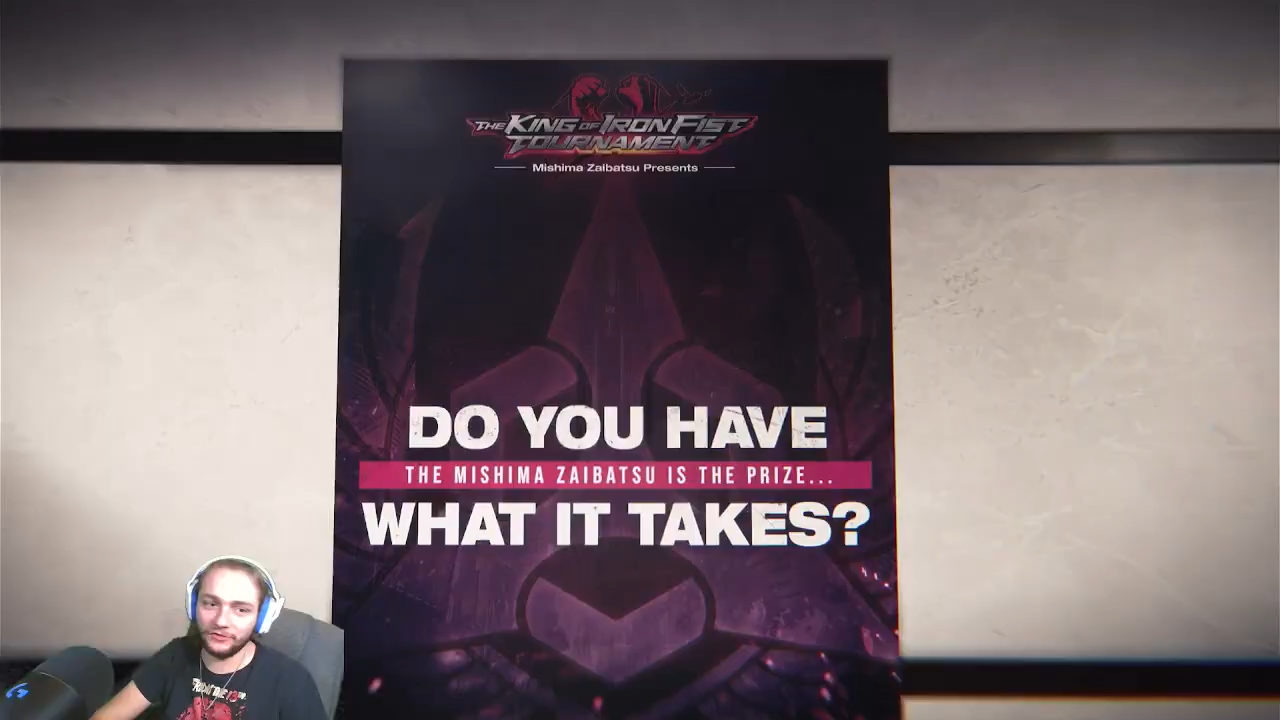 THE KING OF IRON FIST
TOURNAMENT
Mishima Zaibatsu Presents
DO YOU HAVE
THE MISHIMA ZAIBATSU IS THE PRIZE...
WHAT IT TAKES?